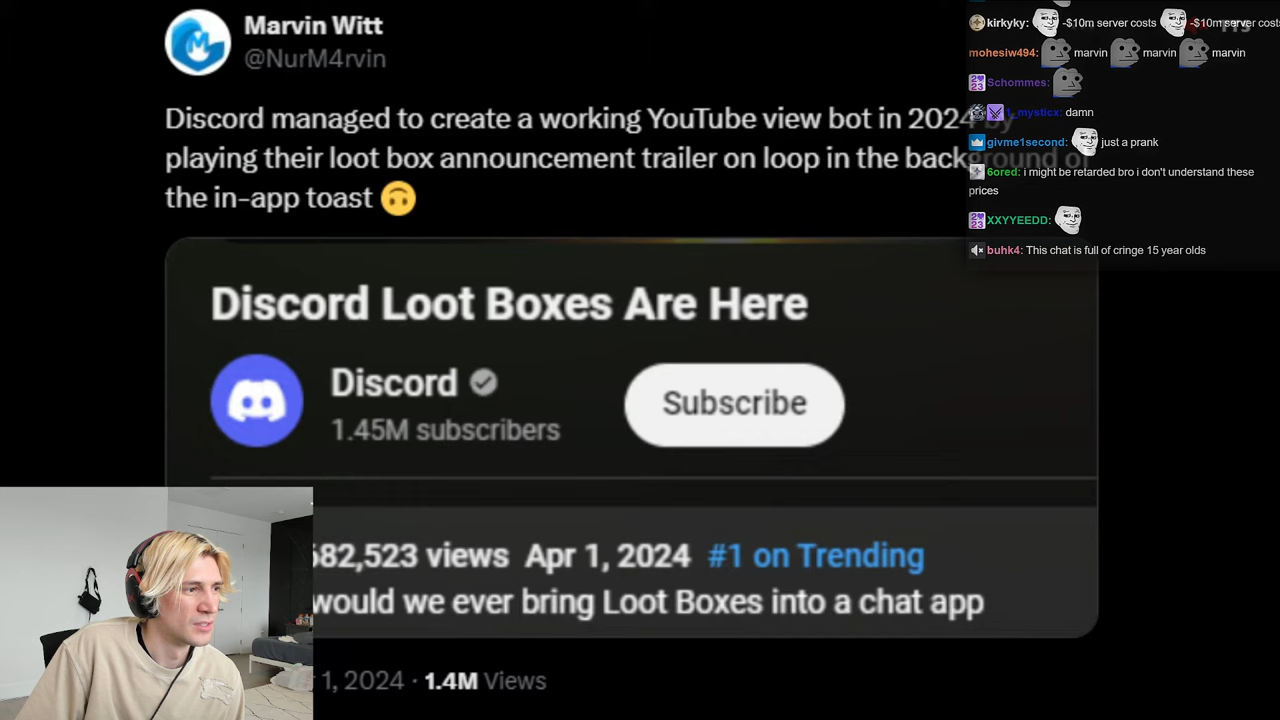 Marvin Witt
@NurM4rvin
Discord managed to create a working YouTube view bot in 2024 by
playing their loot box announcement trailer on loop in the background of
the in-app toast 🙃
Discord Loot Boxes Are Here
Discord
1.45M subscribers
Subscribe
682,523 views Apr 1, 2024 #1 on Trending
would we ever bring Loot Boxes into a chat app
1, 2024 · 1.4M Views
kirkyky: -$10m server costs -$10m server costs
mohesiw494: marvin marvin marvin
Schommes:
mysticx: damn
givme1second: just a prank
6ored: i might be retarded bro i don't understand these
prices
XXYYEEDD:
buhk4: This chat is full of cringe 15 year olds